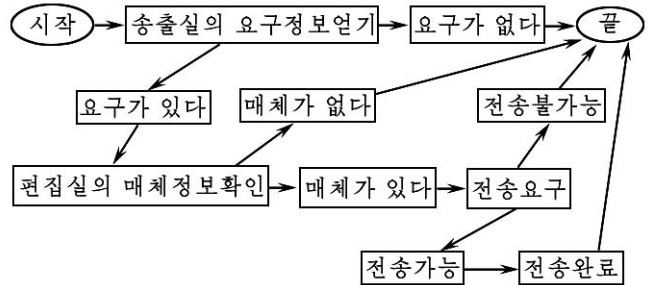 시작
송출실의 요구정보얻기
요구가 없다
끝
요구가 있다
매체가 없다
전송불가능
편집실의 매체정보확인
매체가 있다
전송요구
전송가능
전송완료